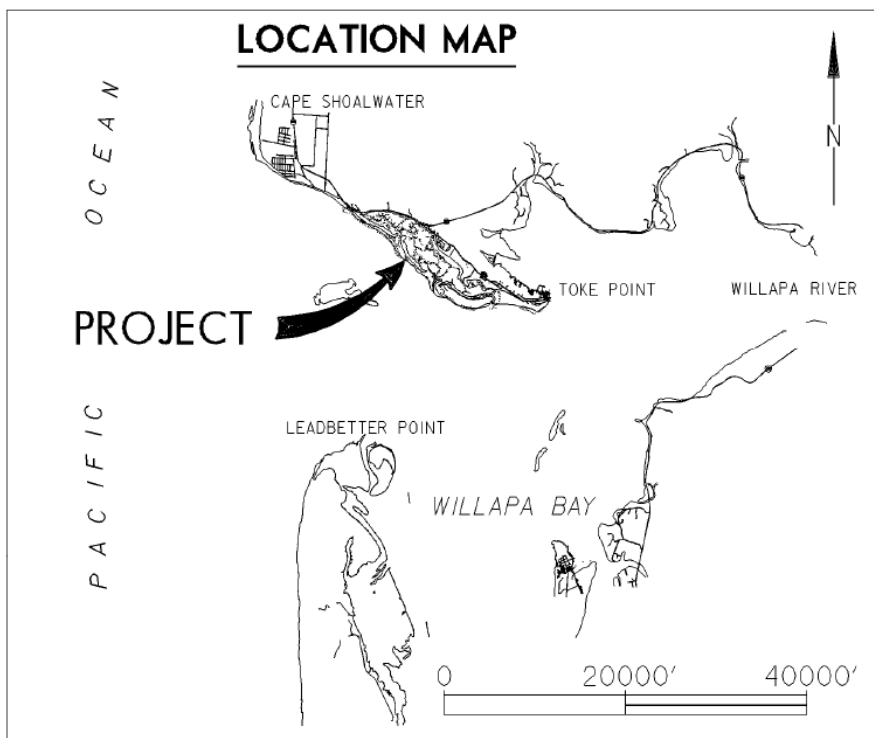 LOCATION MAP
CAPE SHOALWATER
N
PACIFIC OCEAN
TOKE POINT
WILLAPA RIVER
PROJECT
LEADBETTER POINT
WILLAPA BAY
0 20000' 40000'